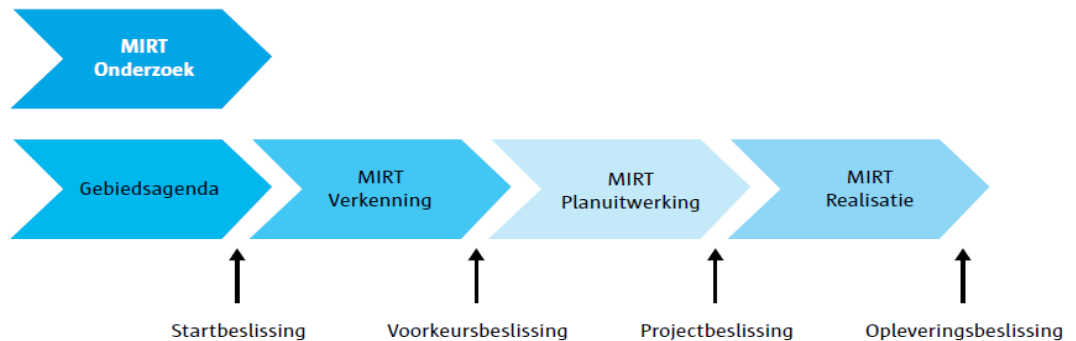 MIRT
Onderzoek
Gebiedsagenda
MIRT
Verkenning
MIRT
Planuitwerking
MIRT
Realisatie
Startbeslissing
Voorkeursbeslissing
Projectbeslissing
Opleveringsbeslissing